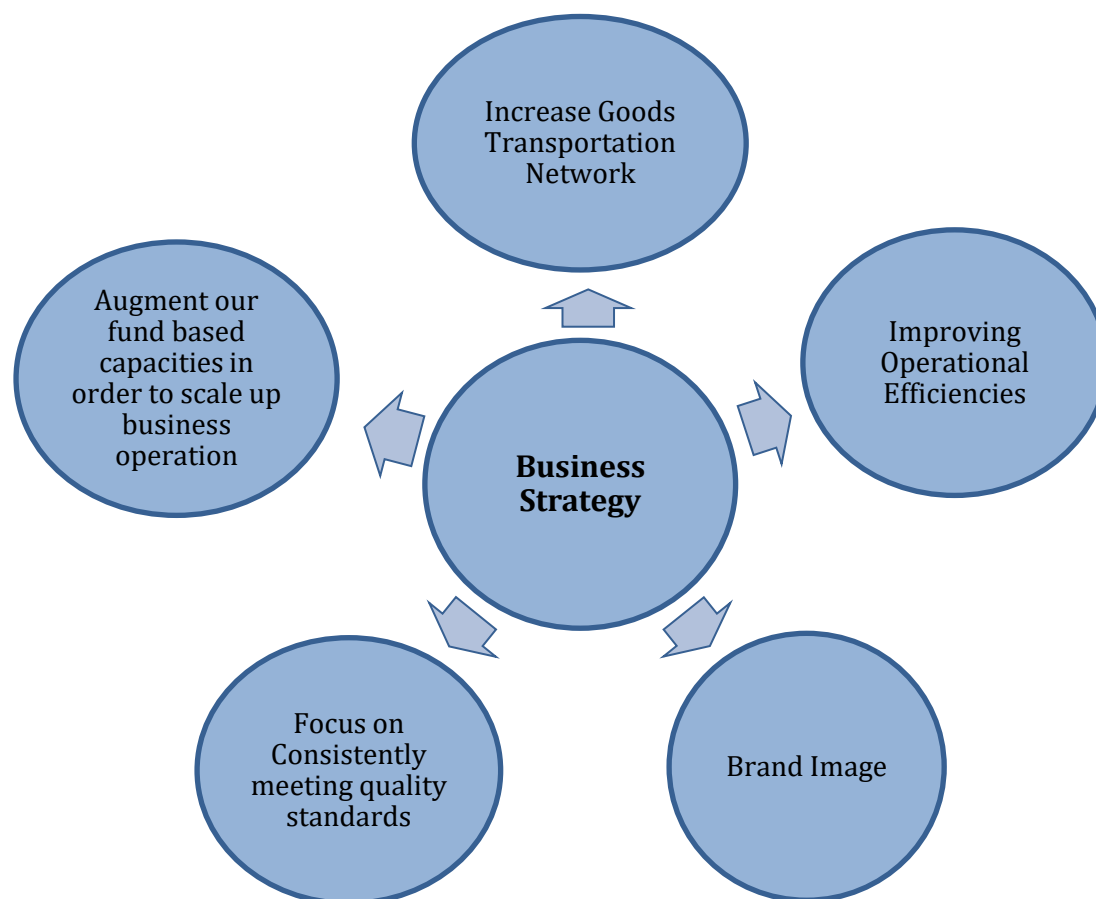 Increase Goods
Transportation
Network
Improving
Operational
Efficiencies
Brand Image
Focus on
Consistently
meeting quality
standards
Augment our
fund based
capacities in
order to scale up
business
operation
Business
Strategy